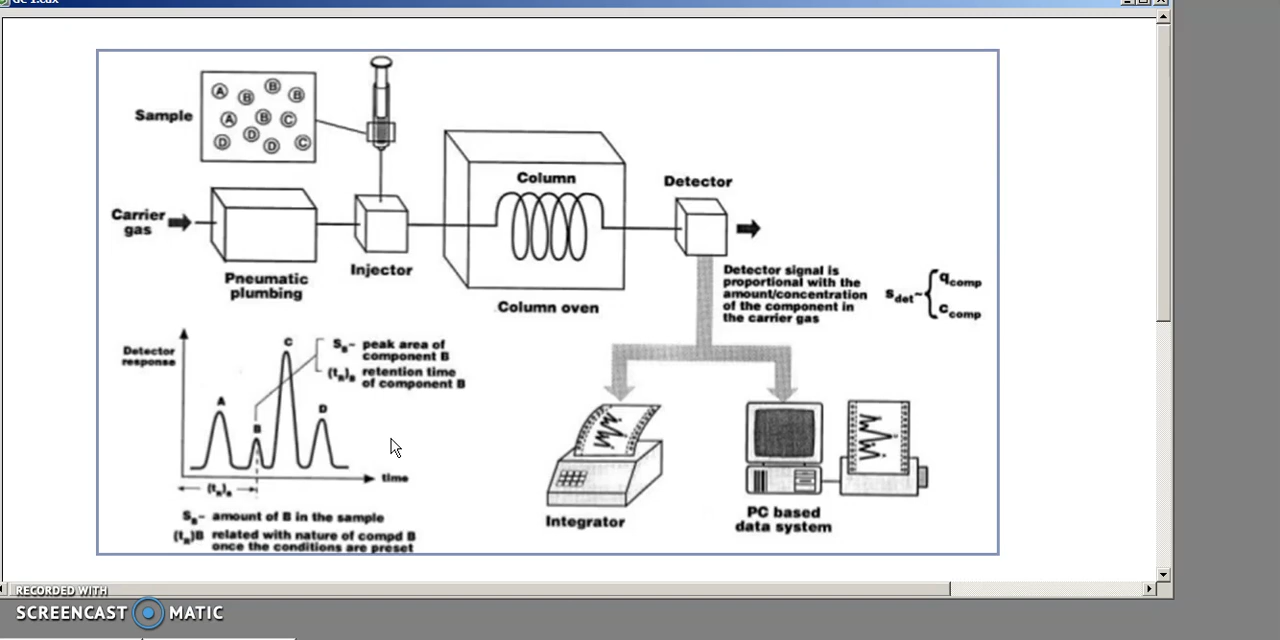 Sample
A
B
B
B
A
B
C
D
D
D
C
Column
Detector
Carrier
gas
Pneumatic
plumbing
Injector
Column oven
Detector signal is
proportional with the
amount/concentration
of the component in
the carrier gas
S det ~ { q comp
c comp
Detector
response
A
B
C
D
S B - peak area of
component B
(t R) B retention time
of component B
time
(t R) B
S B - amount of B in the sample
(t R)B related with nature of compd B
once the conditions are preset
Integrator
PC based
data system
RECORDED WITH
SCREENCAST MATIC